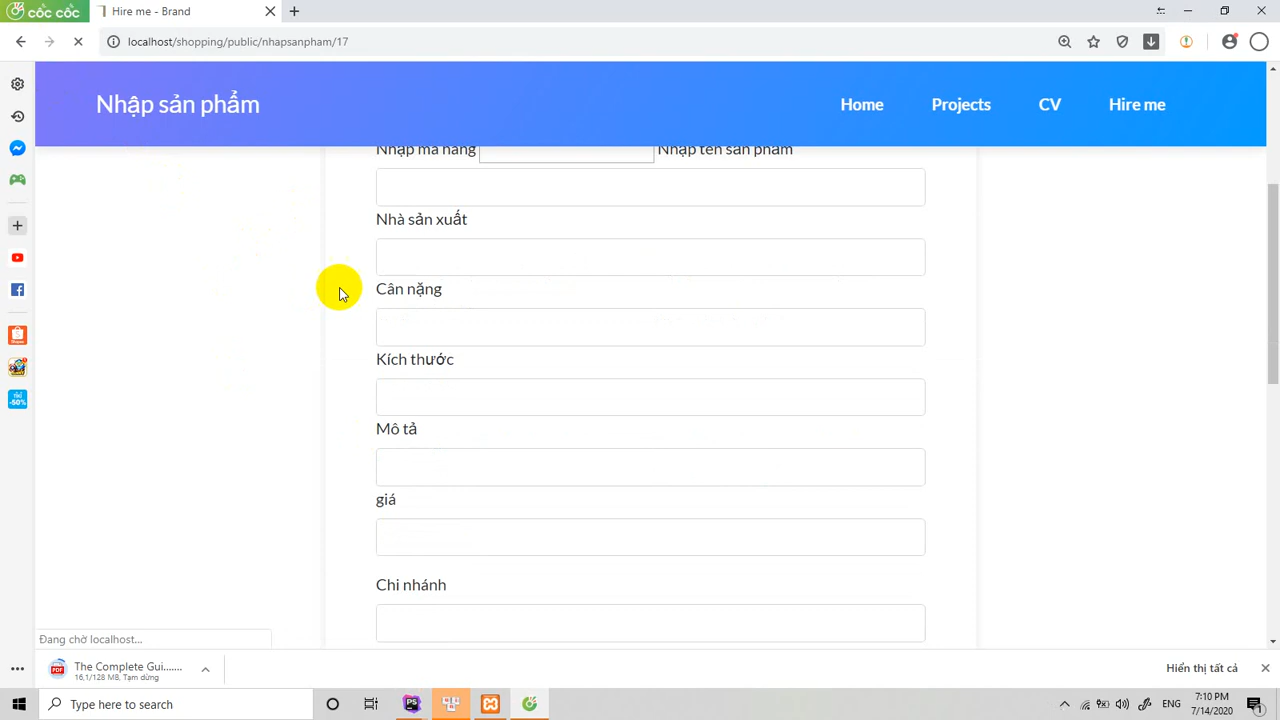 cốc cốc
Hire me - Brand
localhost/shopping/public/nhapsanpham/17
Nhập sản phẩm
Home
Projects
CV
Hire me
Nhập mã hàng
Nhập tên sản phẩm
Nhà sản xuất
Cân nặng
Kích thước
Mô tả
giá
Chi nhánh
Đang chờ localhost...
The Complete Gui.......
16,1/128 MB, Tạm dừng
Hiển thị tất cả
Type here to search
PS
ENG
7:10 PM
7/14/2020